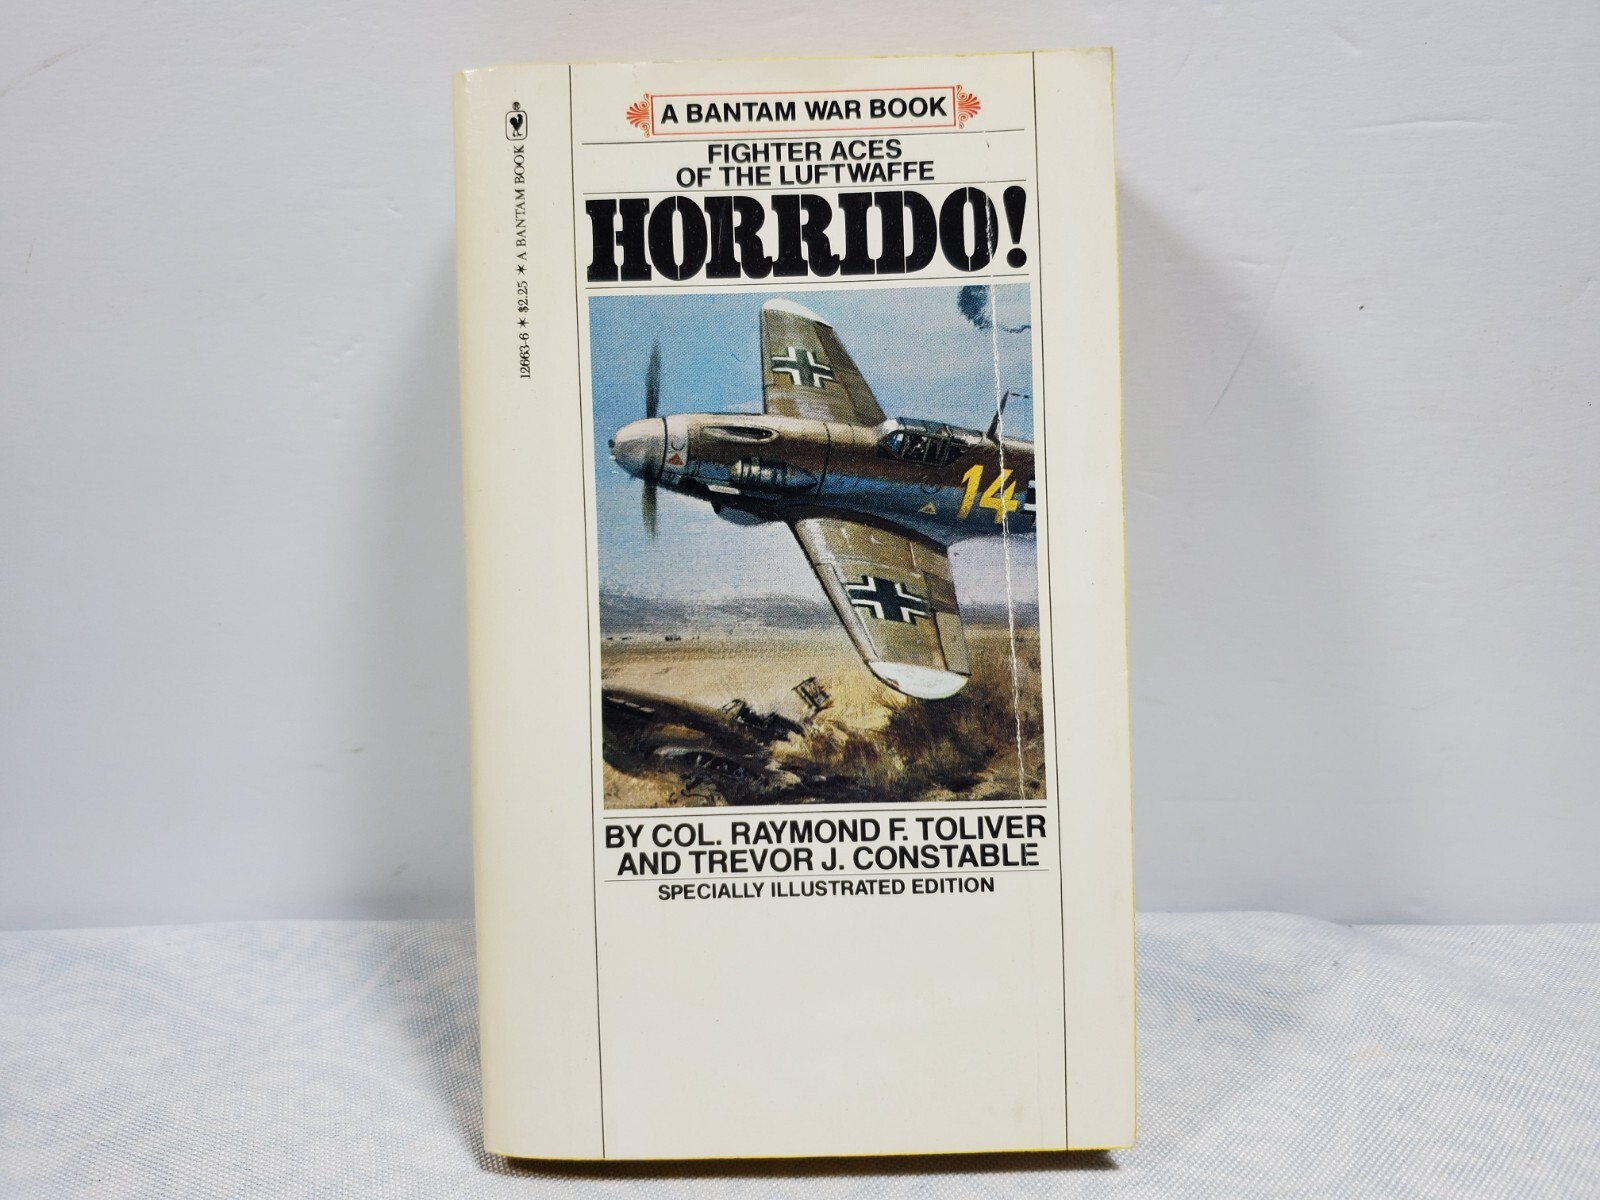 12663-6 * $2.25 * A BANTAM BOOK ®
A BANTAM WAR BOOK
FIGHTER ACES
OF THE LUFTWAFFE
HORRIDO!
14
BY COL. RAYMOND F. TOLIVER
AND TREVOR J. CONSTABLE
SPECIALLY ILLUSTRATED EDITION